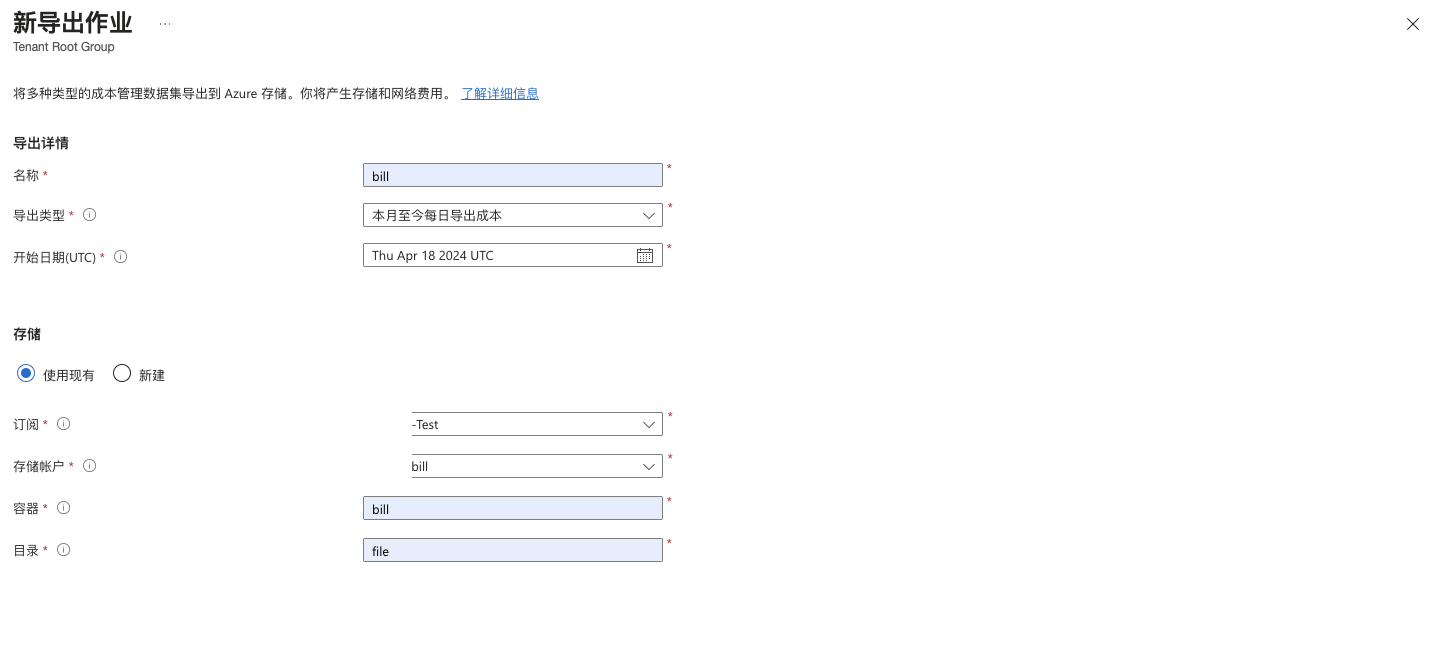 新导出作业 ...
Tenant Root Group
将多种类型的成本管理数据集导出到 Azure 存储。你将产生存储和网络费用。 了解详细信息
导出详情
名称 * bill *
导出类型 * 本月至今每日导出成本 *
开始日期(UTC) * Thu Apr 18 2024 UTC *
存储
使用现有 新建
订阅 * -Test *
存储帐户 * bill *
容器 * bill *
目录 * file *